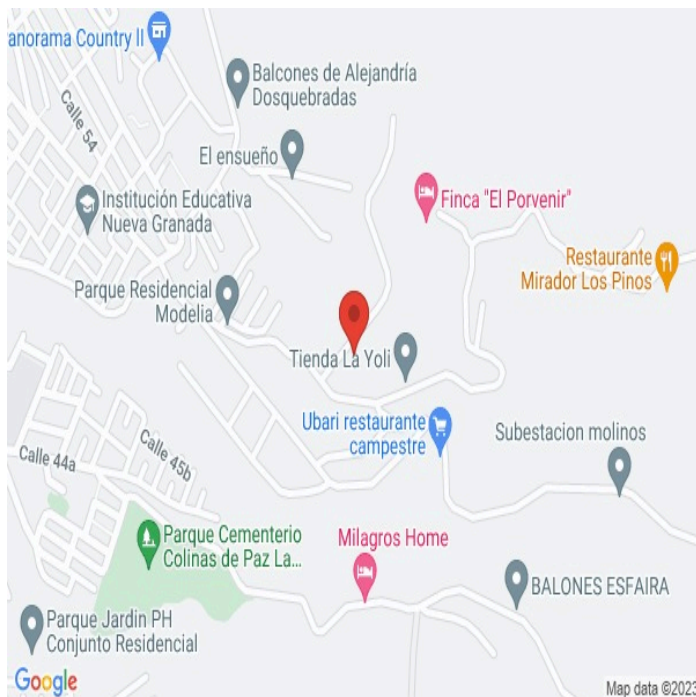 anorama Country II
Balcones de Alejandría
Dosquebradas
Calle 54
El ensueño
Institución Educativa
Nueva Granada
Finca "El Porvenir"
Restaurante
Mirador Los Pinos
Parque Residencial
Modelia
Tienda La Yoli
Ubari restaurante
campestre
Subestacion molinos
Calle 45b
Calle 44a
Parque Cementerio
Colinas de Paz La...
Milagros Home
BALONES ESFAIRA
Parque Jardin PH
Conjunto Residencial
Google
Map data ©2023